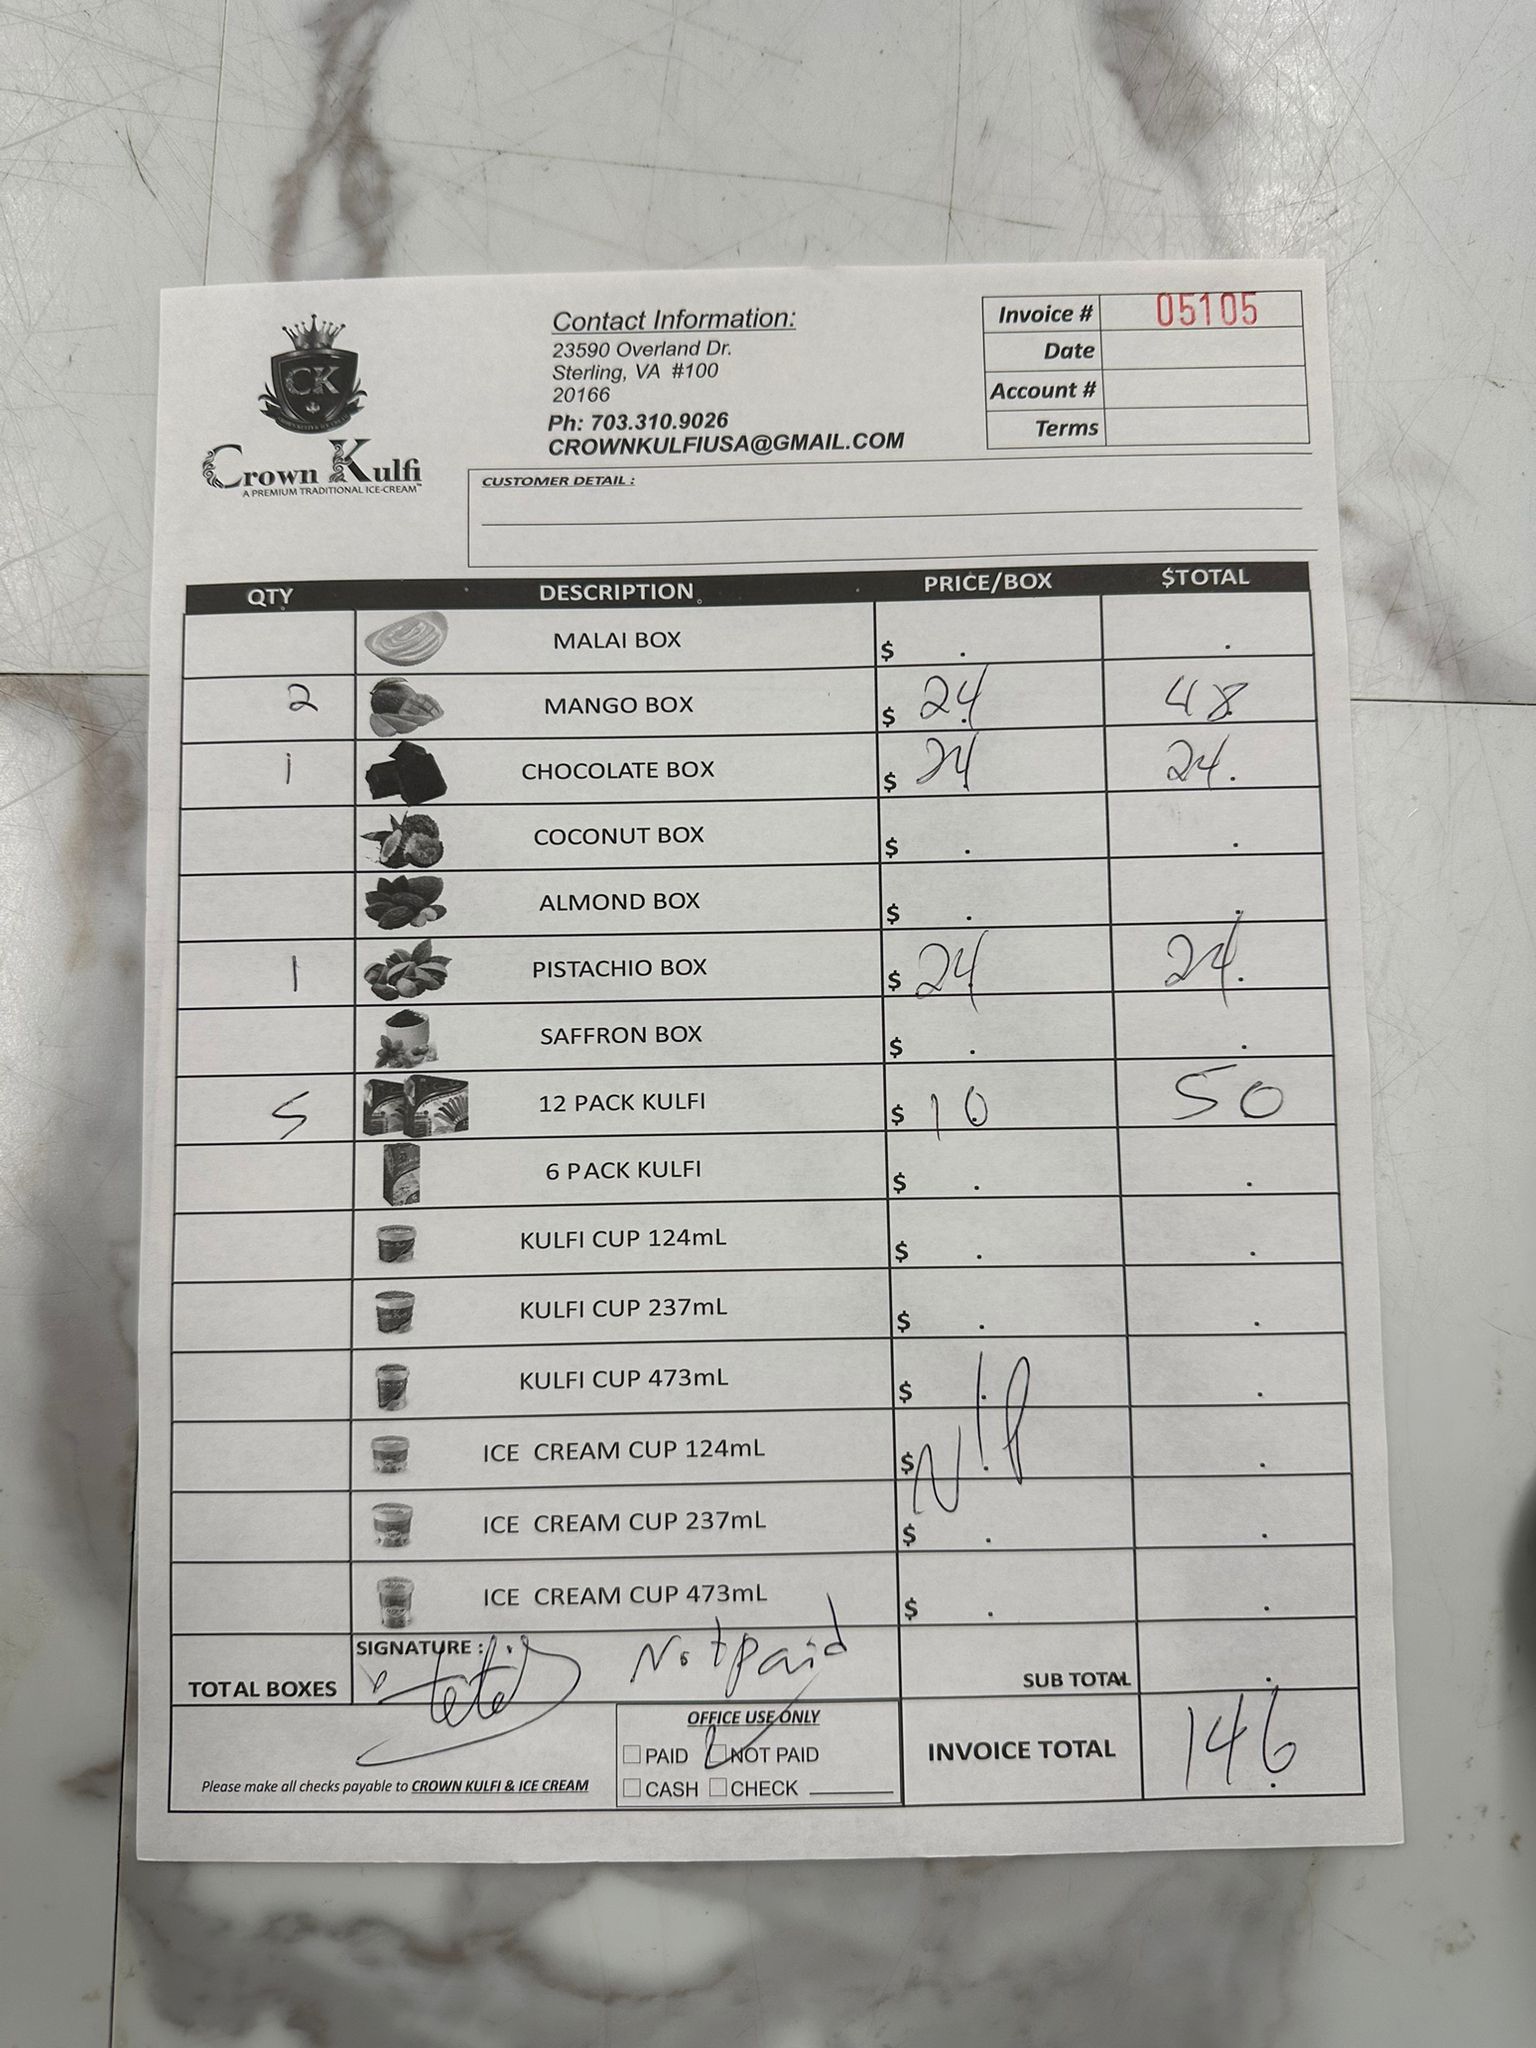 CK
Crown Kulfi
A PREMIUM TRADITIONAL ICE-CREAM™
Contact Information:
23590 Overland Dr.
Sterling, VA #100
20166
Ph: 703.310.9026
CROWNKULFIUSA@GMAIL.COM
Invoice # 05105
Date
Account #
Terms
CUSTOMER DETAIL :
QTY DESCRIPTION PRICE/BOX $TOTAL
MALAI BOX $ . .
2 MANGO BOX $ 24. 48.
1 CHOCOLATE BOX $ 24. 24.
COCONUT BOX $ . .
ALMOND BOX $ . .
1 PISTACHIO BOX $ 24. 24.
SAFFRON BOX $ . .
5 12 PACK KULFI $ 10. 50
6 PACK KULFI $ . .
KULFI CUP 124mL $ . .
KULFI CUP 237mL $ . .
KULFI CUP 473mL $ . .
ICE CREAM CUP 124mL $ . .
ICE CREAM CUP 237mL $ . .
ICE CREAM CUP 473mL $ . .
TOTAL BOXES SIGNATURE : Not paid SUB TOTAL .
OFFICE USE ONLY
PAID NOT PAID
CASH CHECK
Please make all checks payable to CROWN KULFI & ICE CREAM
INVOICE TOTAL 146.